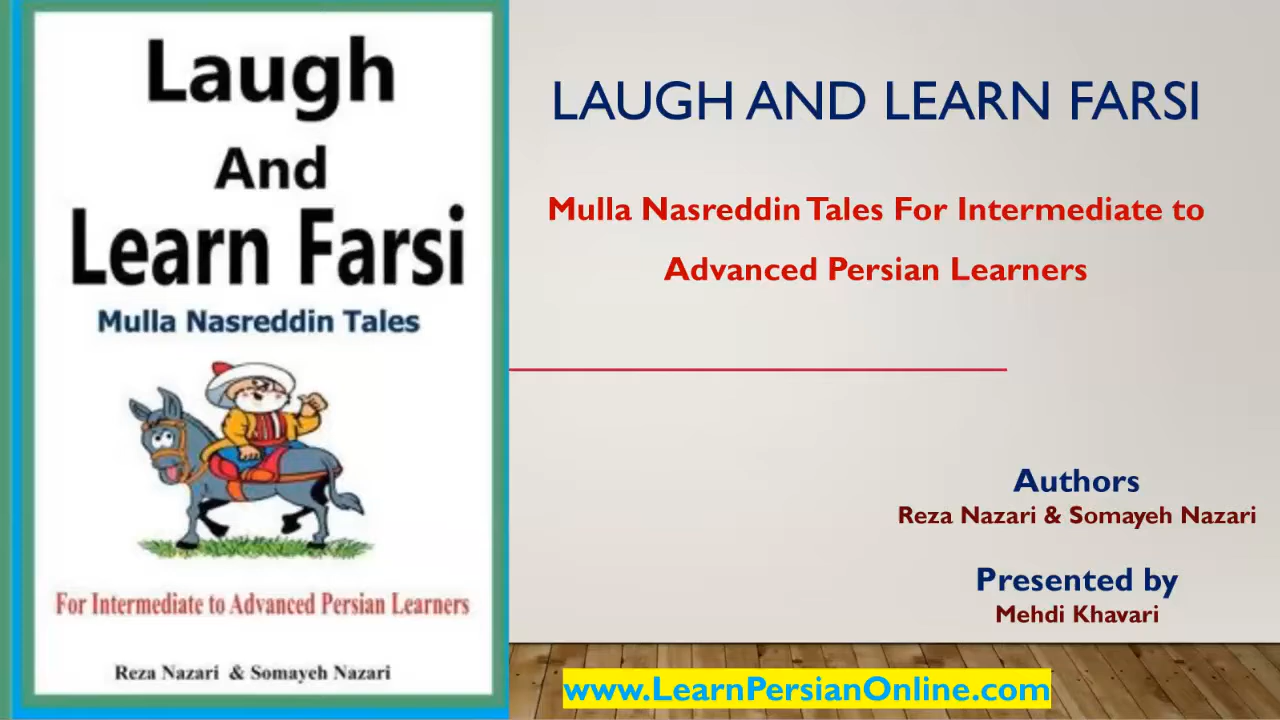 Laugh
And
Learn Farsi
Mulla Nasreddin Tales
For Intermediate to Advanced Persian Learners
Reza Nazari & Somayeh Nazari
LAUGH AND LEARN FARSI
Mulla Nasreddin Tales For Intermediate to
Advanced Persian Learners
Authors
Reza Nazari & Somayeh Nazari
Presented by
Mehdi Khavari
www.LearnPersianOnline.com